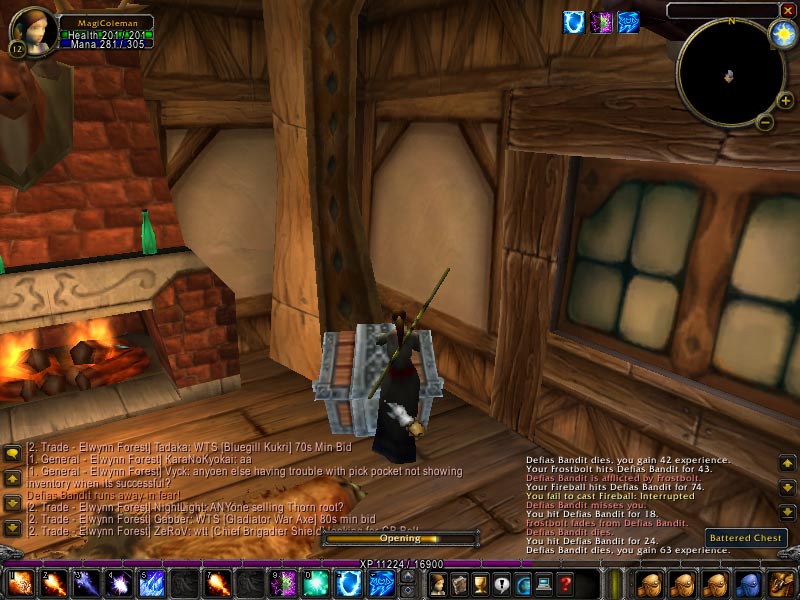 MagiColeman
Health 201 / 201
Mana 281 / 305
12
N
[2. Trade - Elwynn Forest] Tadaka: WTS [Bluegill Kukri] 70s Min Bid
[1. General - Elwynn Forest] KaraNoKyokai: aa
[1. General - Elwynn Forest] Vyck: anyoen else having trouble with pick pocket not showing
inventory when its successful?
Defias Bandit runs away in fear!
[2. Trade - Elwynn Forest] NightLight: ANYone selling Thorn root?
[2. Trade - Elwynn Forest] Gabber: WTS [Gladiator War Axe] 80s min bid
[2. Trade - Elwynn Forest] ZeRoV: wtt [Chief Brigadier Shield] looking for
Defias Bandit dies, you gain 42 experience.
Your Frostbolt hits Defias Bandit for 43.
Defias Bandit is afflicted by Frostbolt.
Your Fireball hits Defias Bandit for 74.
You fail to cast Fireball: Interrupted
Defias Bandit misses you.
You hit Defias Bandit for 18.
Frostbolt fades from Defias Bandit.
Defias Bandit dies.
You hit Defias Bandit for 24.
Defias Bandit dies, you gain 63 experience.
Opening
Battered Chest
XP 11224 / 16900